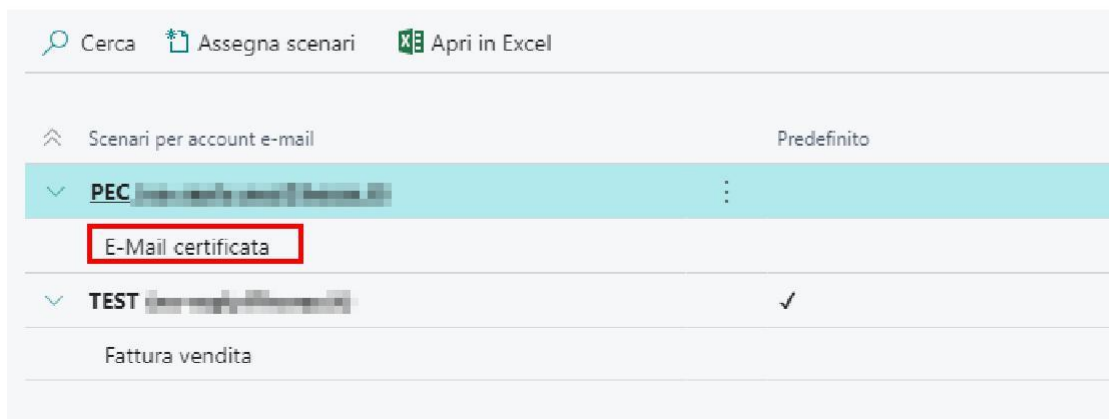 Cerca Assegna scenari Apri in Excel
Scenari per account e-mail Predefinito
PEC
E-Mail certificata
TEST
Fattura vendita